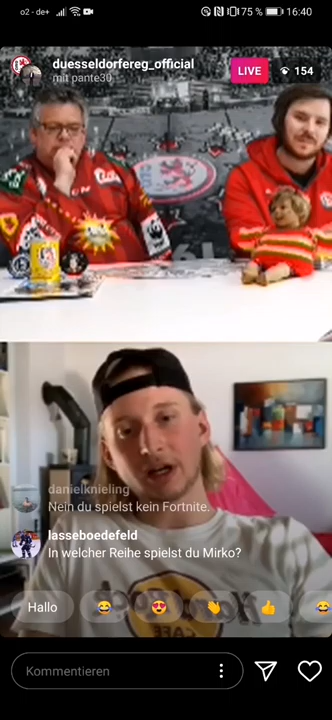 o2 - de+ 75 % 16:40
duesseldorfereg_official
mit pante30
LIVE 154
danielknieling
Nein du spielst kein Fortnite.
lasseboedefeld
In welcher Reihe spielst du Mirko?
Hallo
CAFE
Kommentieren